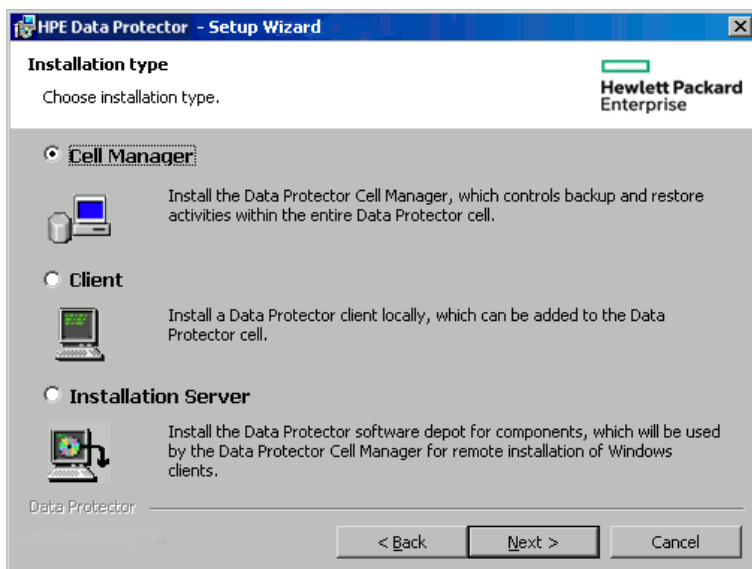 HPE Data Protector - Setup Wizard
Installation type
Choose installation type.
Hewlett Packard
Enterprise
Cell Manager
Install the Data Protector Cell Manager, which controls backup and restore
activities within the entire Data Protector cell.
Client
Install a Data Protector client locally, which can be added to the Data
Protector cell.
Installation Server
Install the Data Protector software depot for components, which will be used
by the Data Protector Cell Manager for remote installation of Windows
clients.
Data Protector
< Back
Next >
Cancel